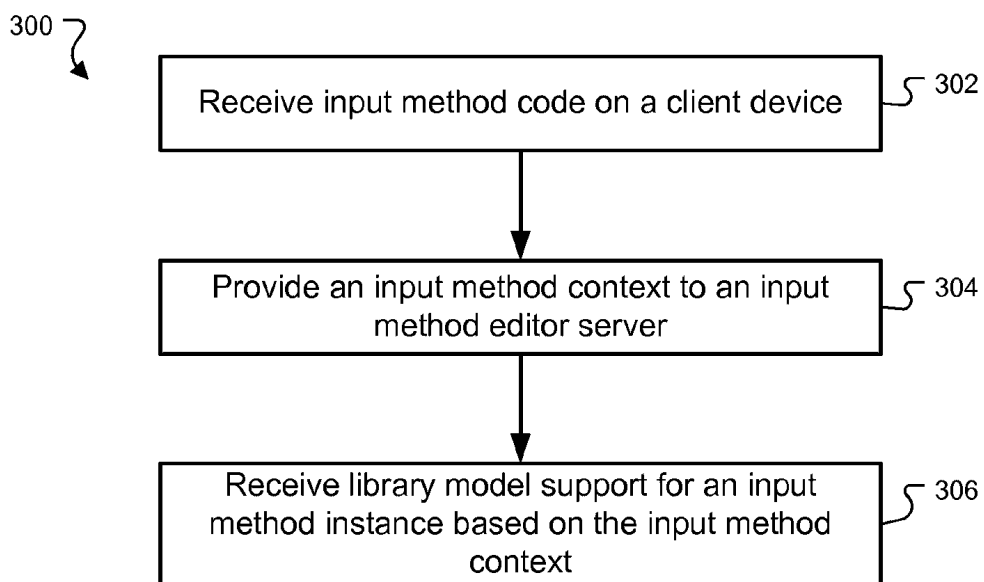 300
Receive input method code on a client device
302
Provide an input method context to an input
method editor server
304
Receive library model support for an input
method instance based on the input method
context
306